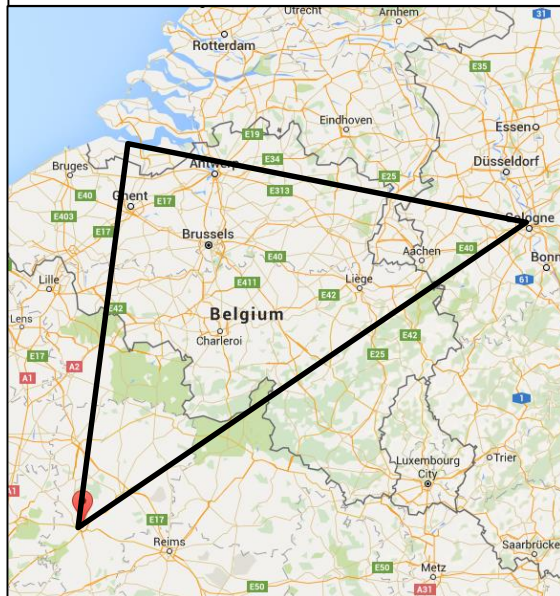 Utrecht
Arnhem
31
Rotterdam
E35
Eindhoven
Essen
E19
Bruges
Antwerp
E34
E25
Düsseldorf
E40
Ghent
E17
E313
E403
E17
Brussels
Cologne
E40
Aachen
E40
Bonn
Lille
E411
Liège
61
E42
E42
Lens
Belgium
E42
Charleroi
E17
A2
E25
A1
1
Luxembourg
City
Trier
A1
E17
Reims
Saarbrücke
E50
Metz
E50
A31